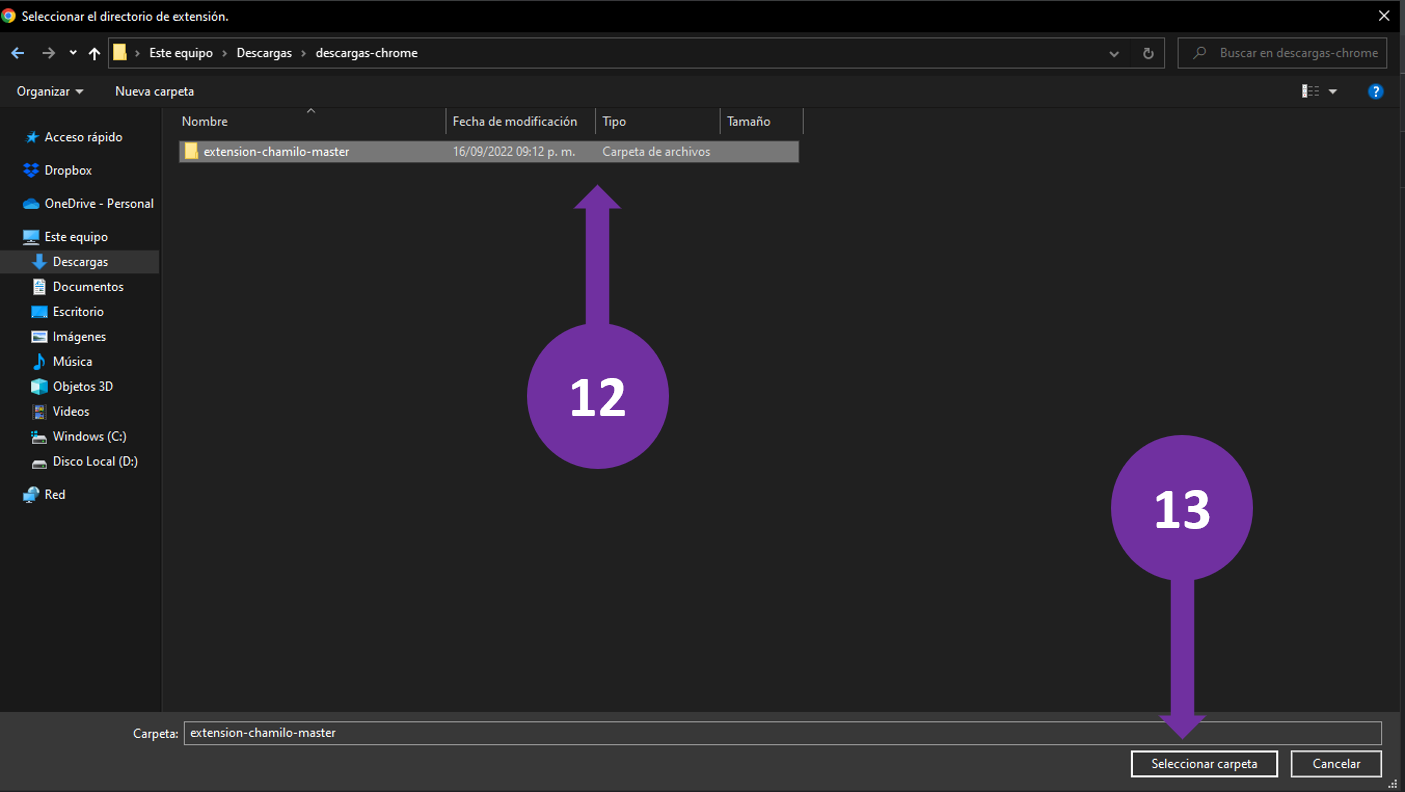 Seleccionar el directorio de extensión.
Este equipo > Descargas > descargas-chrome
Buscar en descargas-chrome
Organizar
Nueva carpeta
Nombre
Fecha de modificación
Tipo
Tamaño
extension-chamilo-master
16/09/2022 09:12 p. m.
Carpeta de archivos
Acceso rápido
Dropbox
OneDrive - Personal
Este equipo
Descargas
Documentos
Escritorio
Imágenes
Música
Objetos 3D
Videos
Windows (C:)
Disco Local (D:)
Red
12
13
Carpeta:
extension-chamilo-master
Seleccionar carpeta
Cancelar